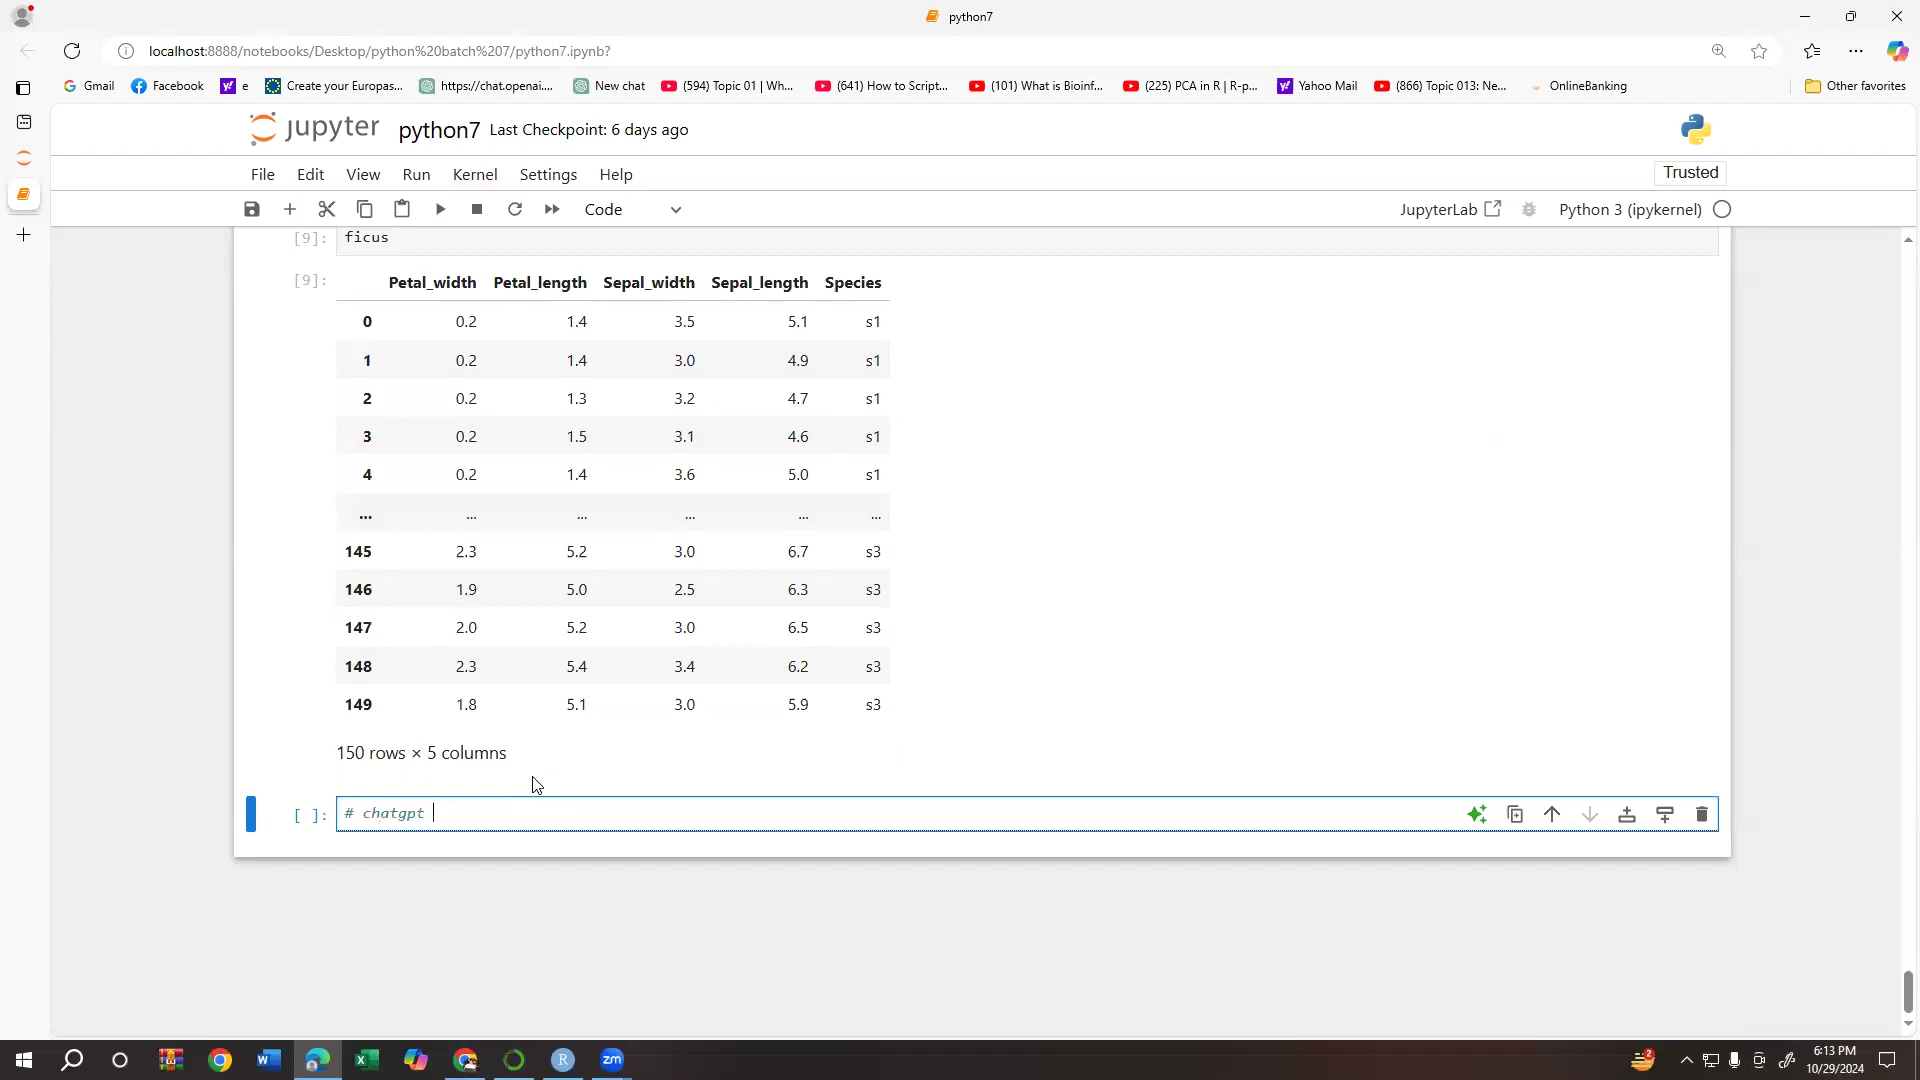 python7
localhost:8888/notebooks/Desktop/python%20batch%207/python7.ipynb?
Gmail
Facebook
e
Create your Europas...
https://chat.openai....
New chat
(594) Topic 01 | Wh...
(641) How to Script...
(101) What is Bioinf...
(225) PCA in R | R-p...
Yahoo Mail
(866) Topic 013: Ne...
OnlineBanking
Other favorites
jupyter python7 Last Checkpoint: 6 days ago
File Edit View Run Kernel Settings Help
Trusted
Code
JupyterLab
Python 3 (ipykernel)
[9]: ficus
[9]: Petal_width Petal_length Sepal_width Sepal_length Species
0 0.2 1.4 3.5 5.1 s1
1 0.2 1.4 3.0 4.9 s1
2 0.2 1.3 3.2 4.7 s1
3 0.2 1.5 3.1 4.6 s1
4 0.2 1.4 3.6 5.0 s1
... ... ... ... ... ...
145 2.3 5.2 3.0 6.7 s3
146 1.9 5.0 2.5 6.3 s3
147 2.0 5.2 3.0 6.5 s3
148 2.3 5.4 3.4 6.2 s3
149 1.8 5.1 3.0 5.9 s3
150 rows × 5 columns
[ ]: # chatgpt
zm
2
6:13 PM
10/29/2024